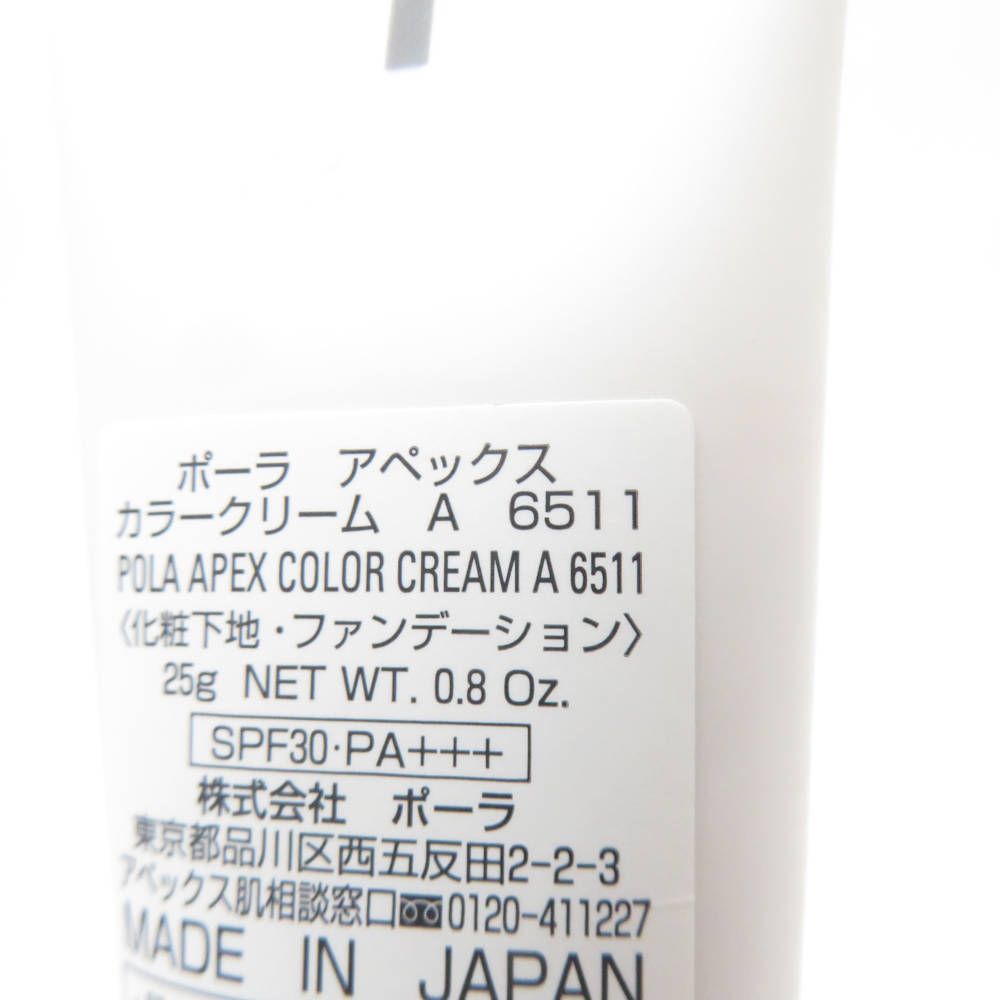 ポーラ アペックス
カラークリーム A 6511
POLA APEX COLOR CREAM A 6511
〈化粧下地・ファンデーション〉
25g NET WT. 0.8 Oz.
SPF30・PA+++
株式会社 ポーラ
東京都品川区西五反田2-2-3
アペックス肌相談窓口 0120-411227
MADE IN JAPAN